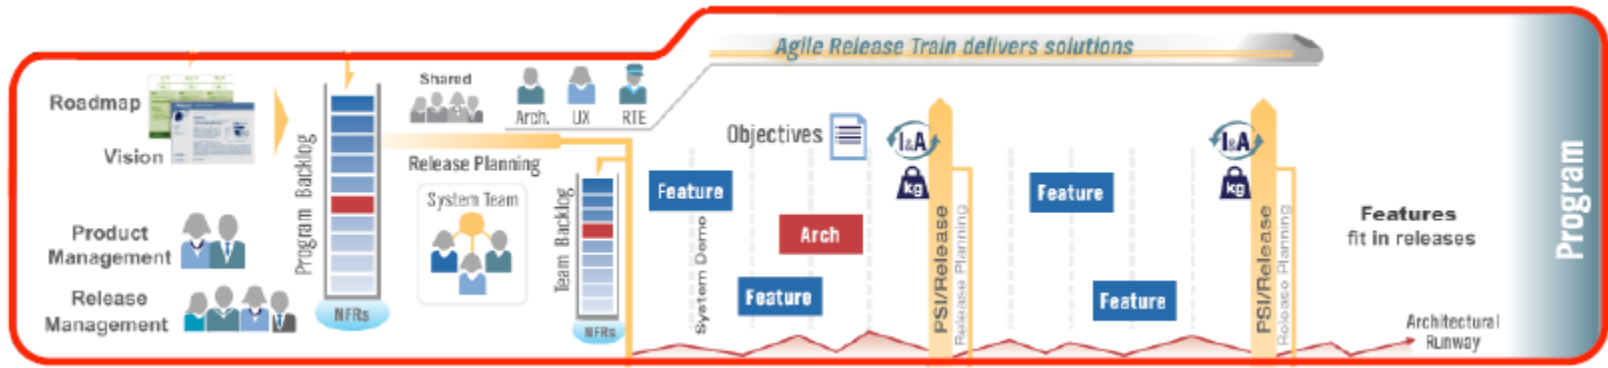 Agile Release Train delivers solutions
Roadmap
Vision
Product
Management
Release
Management
Program Backlog
NFRs
Shared
Arch.
UX
RTE
Release Planning
System Team
Team Backlog
NFRs
Objectives
Feature
System Demo
Arch
Feature
I&A
kg
PSI/Release
Release Planning
Feature
Feature
I&A
kg
PSI/Release
Release Planning
Features
fit in releases
Architectural
Runway
Program